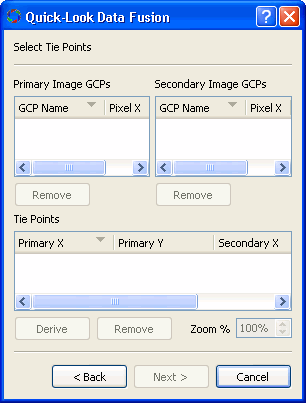 Quick-Look Data Fusion
Select Tie Points
Primary Image GCPs Secondary Image GCPs
GCP Name Pixel X GCP Name Pixel X
Remove Remove
Tie Points
Primary X Primary Y Secondary X
Derive Remove Zoom % 100%
< Back Next > Cancel